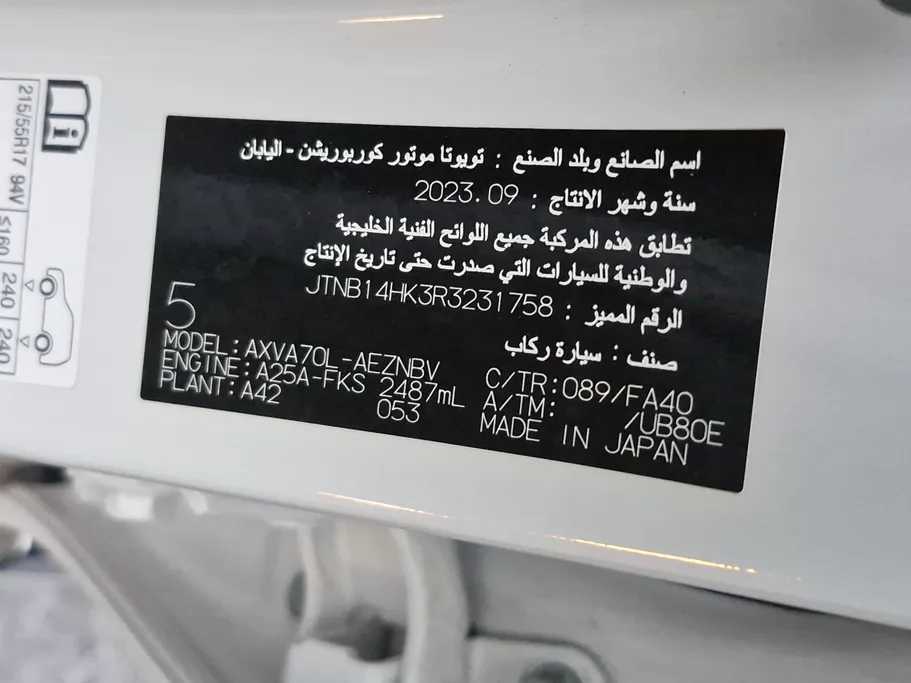 215/55R17 94V
≤160
240
240
اسم الصانع وبلد الصنع : تويوتا موتور كوربوريشن - اليابان
سنة وشهر الانتاج : 2023.09
تطابق هذه المركبة جميع اللوائح الفنية الخليجية
والوطنية للسيارات التي صدرت حتى تاريخ الإنتاج
الرقم المميز : JTNB14HK3R3231758
صنف : سيارة ركاب
5
MODEL:AXVA70L-AEZNBV
ENGINE:A25A-FKS 2487mL
PLANT:A42 053
C/TR:089/FA40
A/TM: /UB80E
MADE IN JAPAN